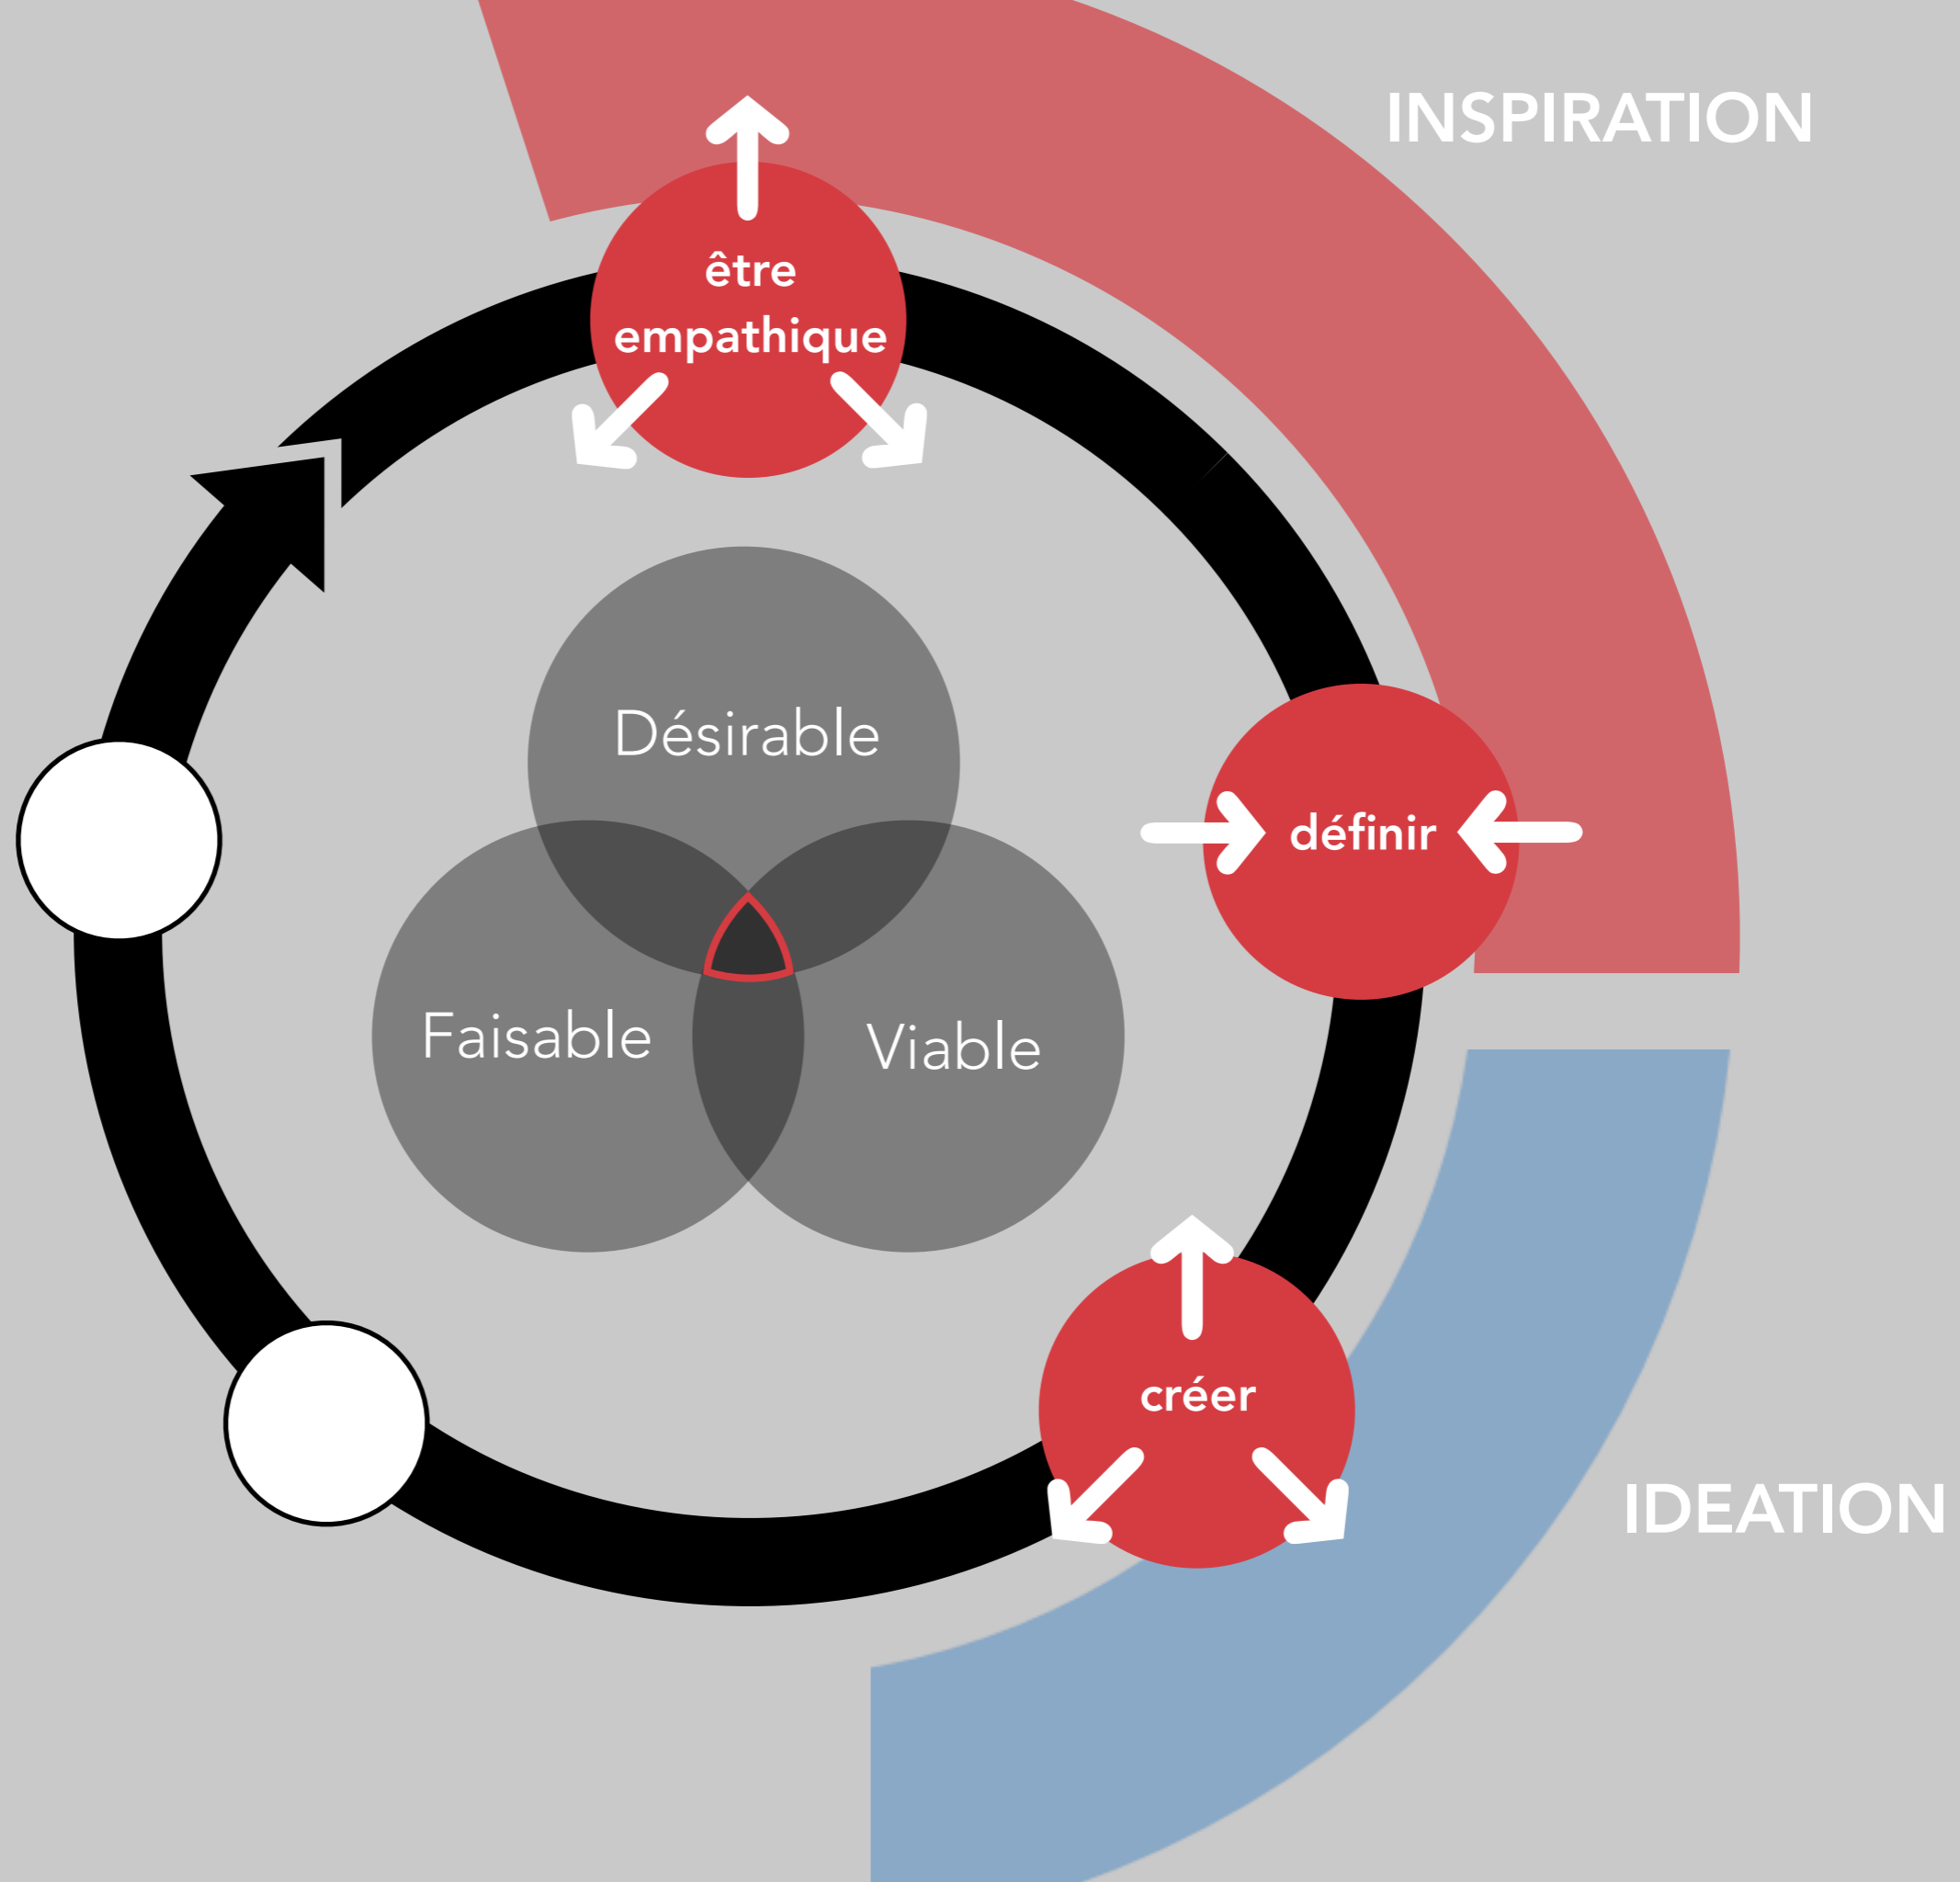 INSPIRATION
être
empathique
Désirable
définir
Faisable
Viable
créer
IDEATION